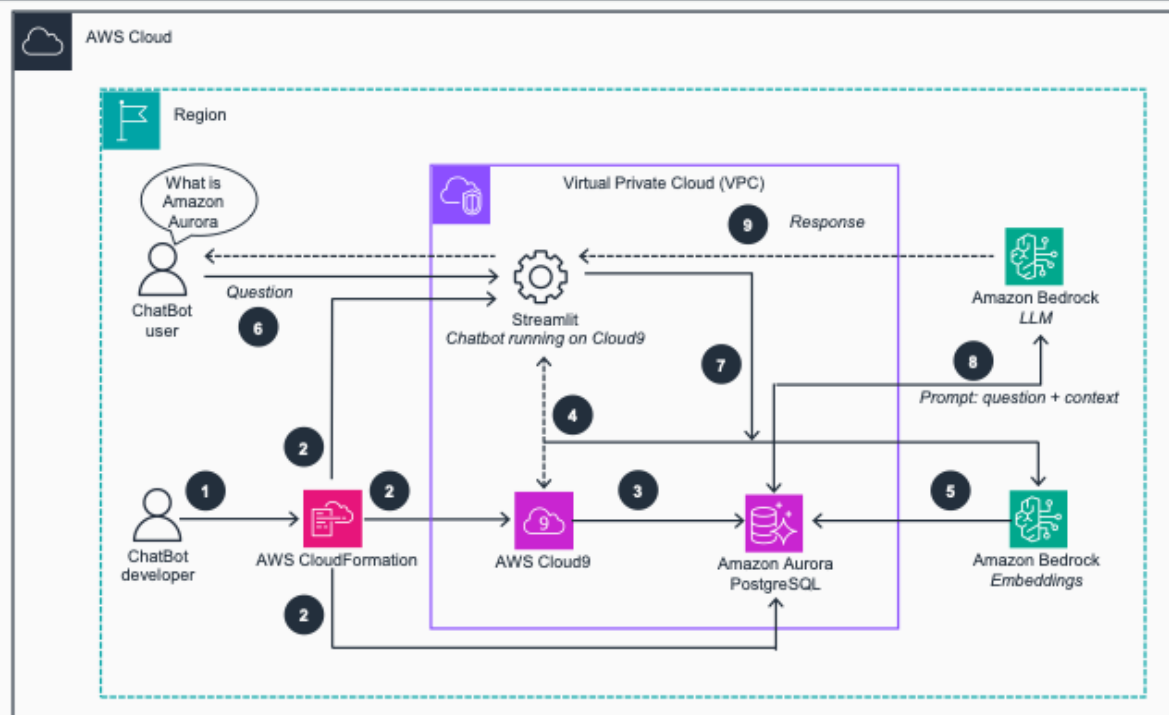 AWS Cloud
Region
What is
Amazon
Aurora
Virtual Private Cloud (VPC)
9
Response
ChatBot
user
Question
6
Streamlit
Chatbot running on Cloud9
Amazon Bedrock
LLM
7
8
Prompt: question + context
4
2
1
2
3
5
ChatBot
developer
AWS CloudFormation
9
AWS Cloud9
Amazon Aurora
PostgreSQL
Amazon Bedrock
Embeddings
2